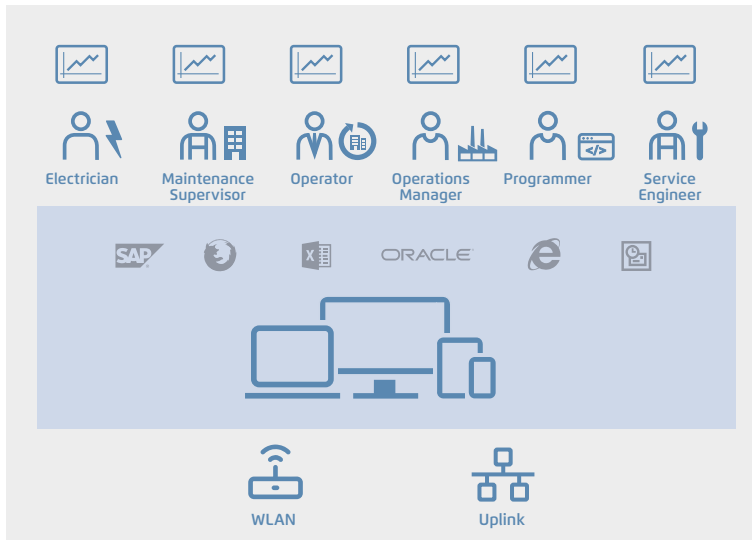 Electrician
Maintenance
Supervisor
Operator
Operations
Manager
Programmer
Service
Engineer
SAP
X
ORACLE
e
WLAN
Uplink